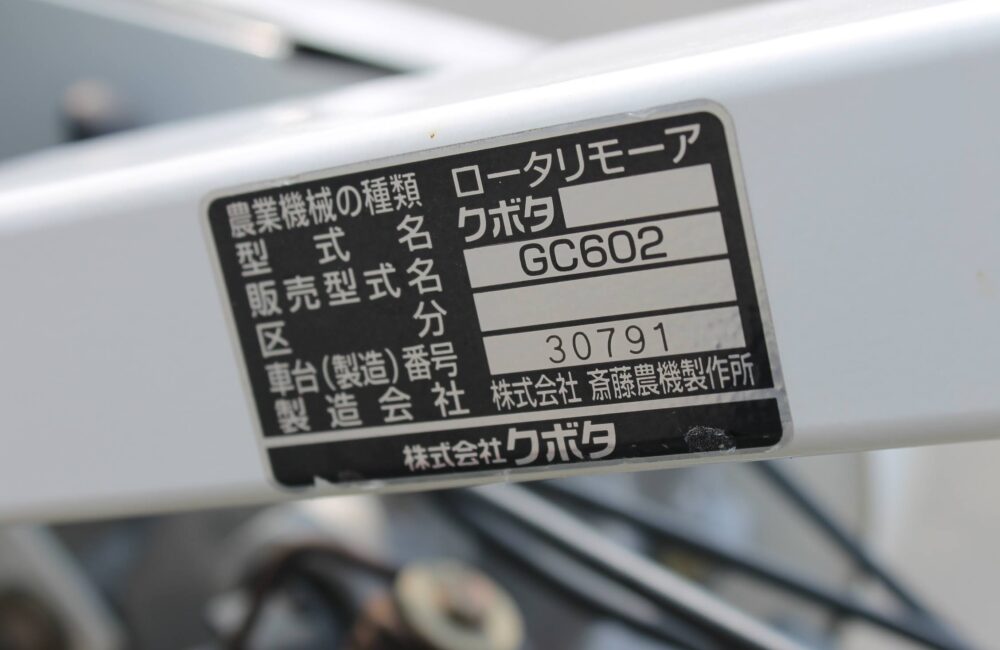 農業機械の種類 ロータリモーア
型式名 クボタ
販売型式名 GC602
区分
車台(製造)番号 30791
製造会社 株式会社 斎藤農機製作所
株式会社クボタ